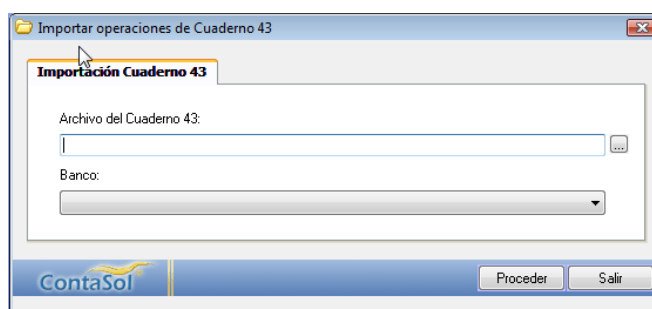 Importar operaciones de Cuaderno 43
Importación Cuaderno 43
Archivo del Cuaderno 43:
...
Banco:
ContaSol
Proceder
Salir